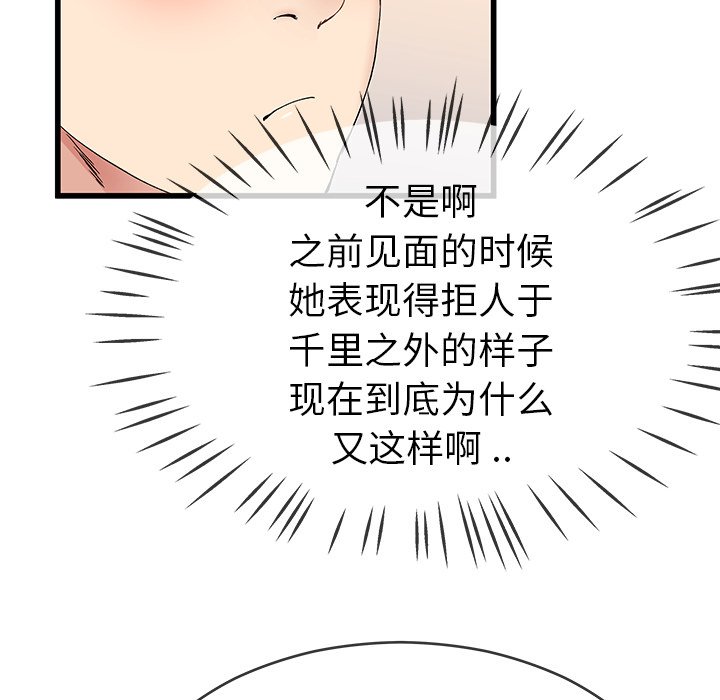 不是啊
之前见面的时候
她表现得拒人于
千里之外的样子
现在到底为什么
又这样啊..